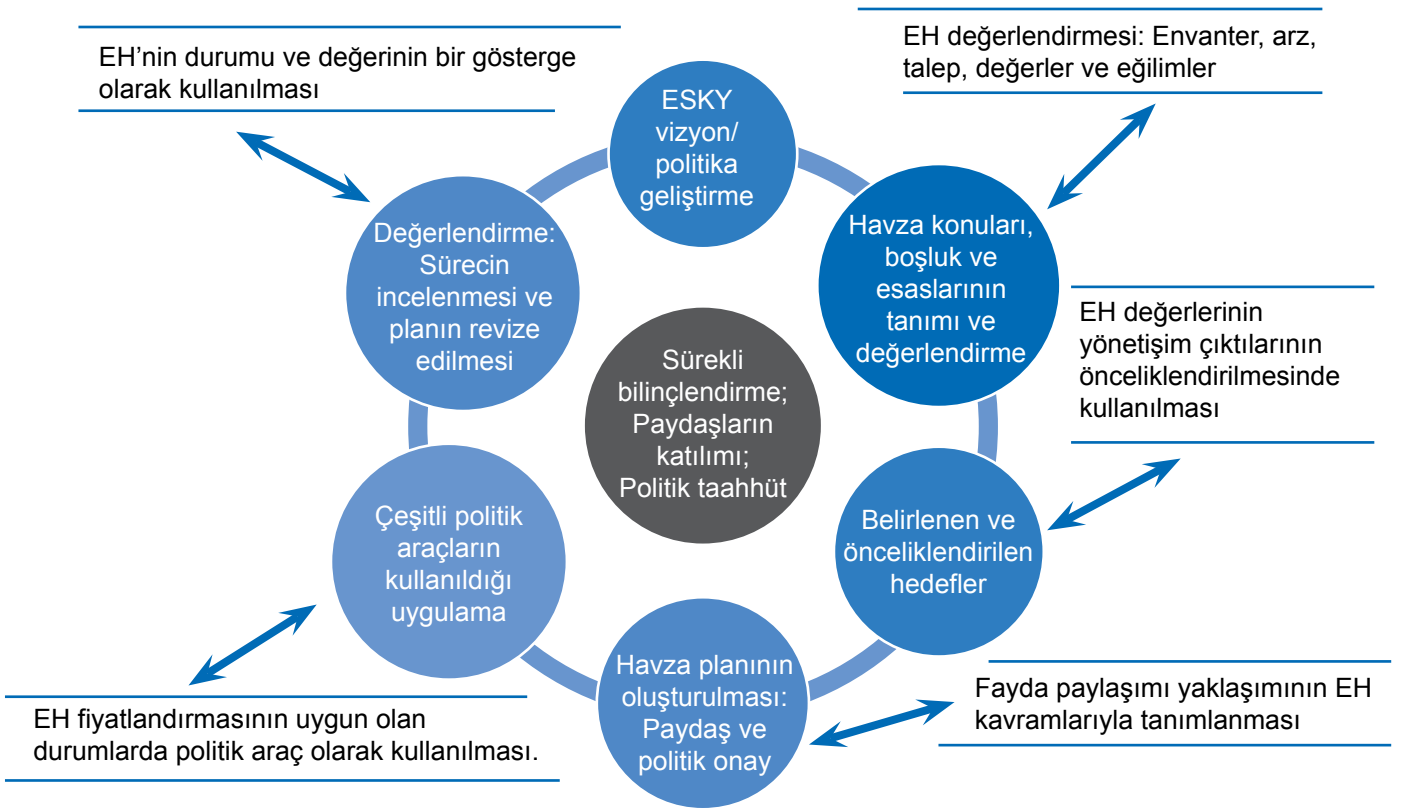 EH’nin durumu ve değerinin bir gösterge
olarak kullanılması
EH değerlendirmesi: Envanter, arz,
talep, değerler ve eğilimler
ESKY
vizyon/
politika
geliştirme
Havza konuları,
boşluk ve
esaslarının
tanımı ve
değerlendirme
EH değerlerinin
yönetişim çıktılarının
önceliklendirilmesinde
kullanılması
Belirlenen ve
önceliklendirilen
hedefler
Fayda paylaşımı yaklaşımının EH
kavramlarıyla tanımlanması
Havza planının
oluşturulması:
Paydaş ve
politik onay
Çeşitli politik
araçların
kullanıldığı
uygulama
EH fiyatlandırmasının uygun olan
durumlarda politik araç olarak kullanılması.
Değerlendirme:
Sürecin
incelenmesi ve
planın revize
edilmesi
Sürekli
bilinçlendirme;
Paydaşların
katılımı;
Politik taahhüt